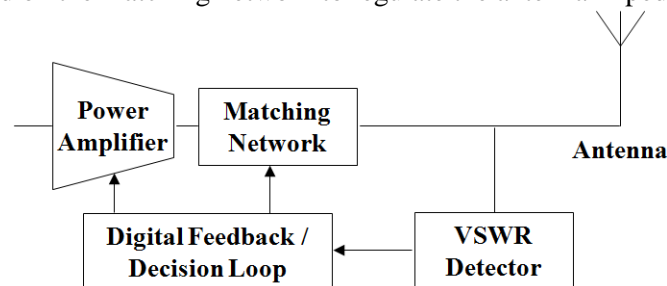 Power
Amplifier
Matching
Network
Antenna
Digital Feedback /
Decision Loop
VSWR
Detector